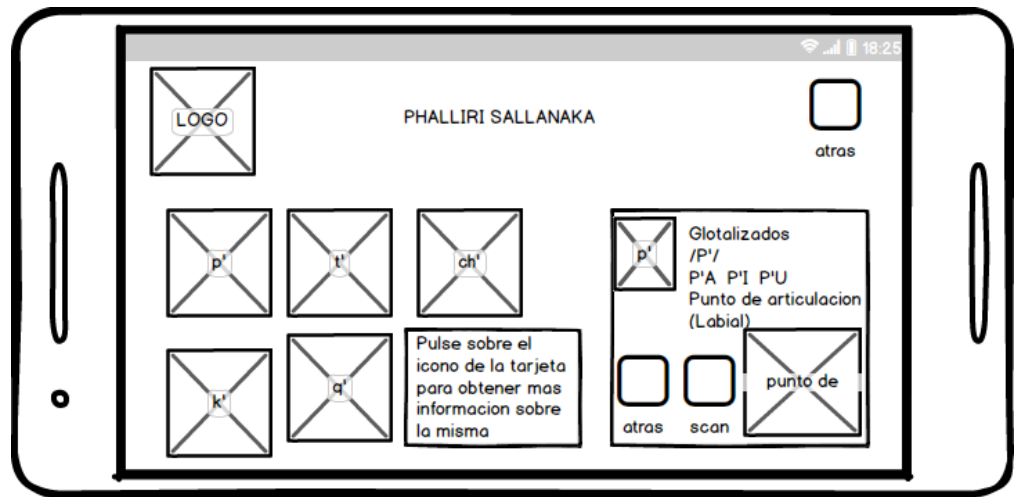 18:25
LOGO
PHALLIRI SALLANAKA
atras
p'
t'
ch'
k'
q'
Pulse sobre el
icono de la tarjeta
para obtener mas
informacion sobre
la misma
p'
Glotalizados
/P'/
P'A P'I P'U
Punto de articulacion
(Labial)
atras
scan
punto de